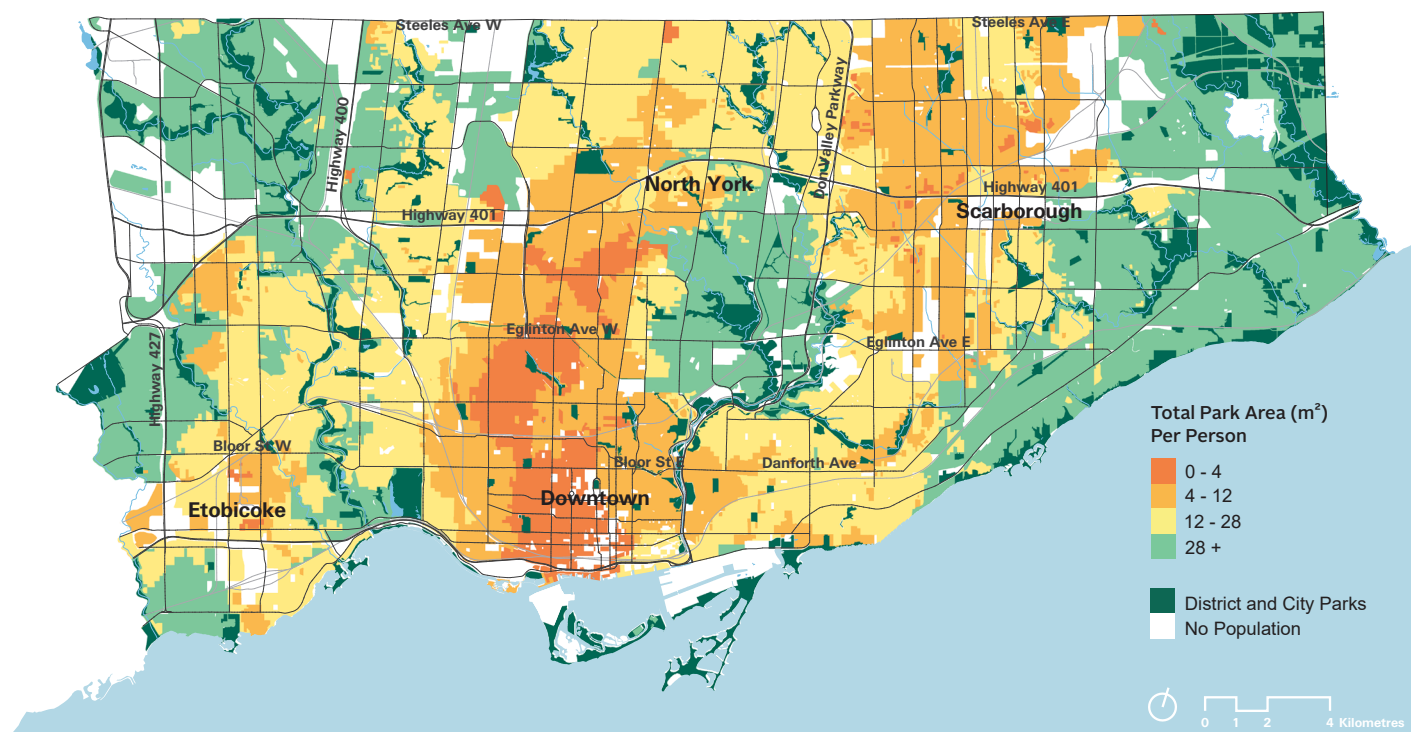 Steeles Ave W
Steeles Ave E
Highway 400
Don Valley Parkway
North York
Highway 401
Highway 401
Scarborough
Eglinton Ave W
Eglinton Ave E
Highway 427
Bloor St W
Bloor St E
Danforth Ave
Downtown
Etobicoke
Total Park Area (m²)
Per Person
0 - 4
4 - 12
12 - 28
28 +
District and City Parks
No Population
0 1 2 4 Kilometres